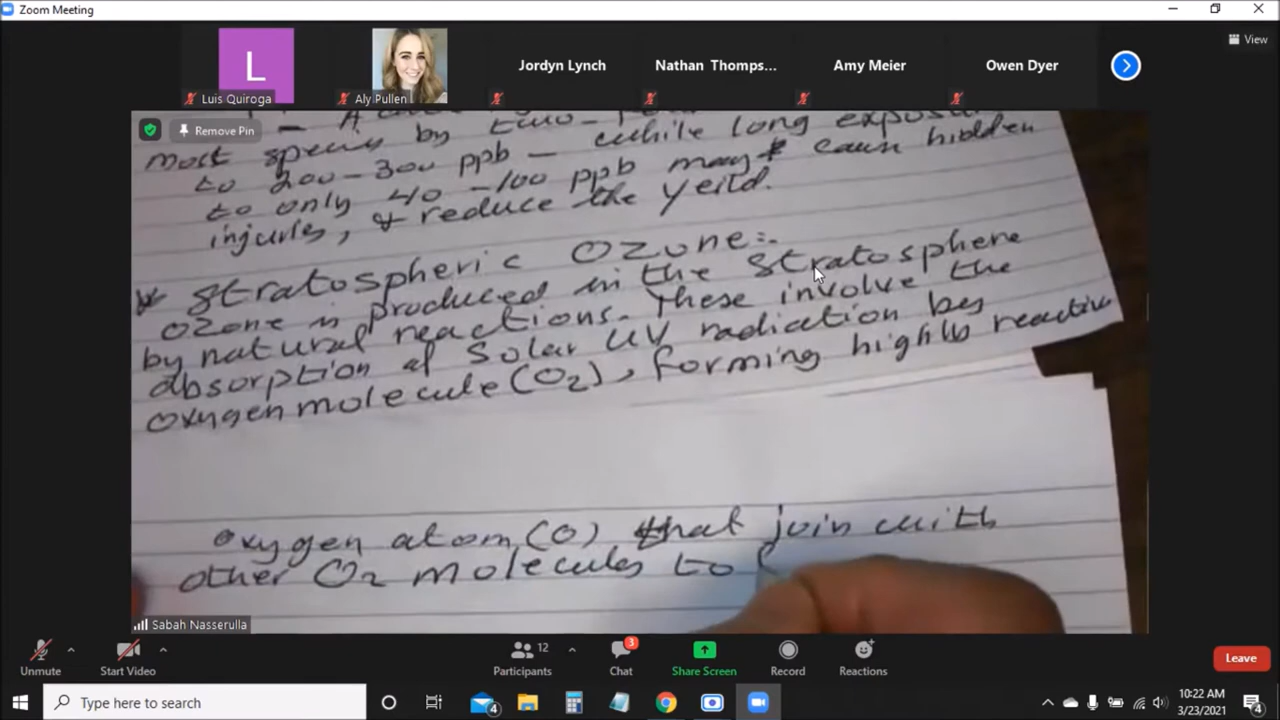 Zoom Meeting
View
L
Luis Quiroga
Aly Pullen
Jordyn Lynch
Nathan Thomps...
Amy Meier
Owen Dyer
Remove Pin
most by two-
to 200-300 ppb - while long
to only 40-100 ppb may cause hidden
injuries, & reduce the Yeild.
* Stratospheric Ozone:-
Ozone is produced in the Stratosphere
by natural reactions. These involve the
absorption of Solar UV radiation by
oxygen molecule (O2), forming highly reactive
oxygen atom (O) that join with
other O2 molecules to
Sabah Nasserulla
Unmute
Start Video
12
Participants
3
Chat
Share Screen
Record
Reactions
Leave
Type here to search
4
10:22 AM
3/23/2021
4